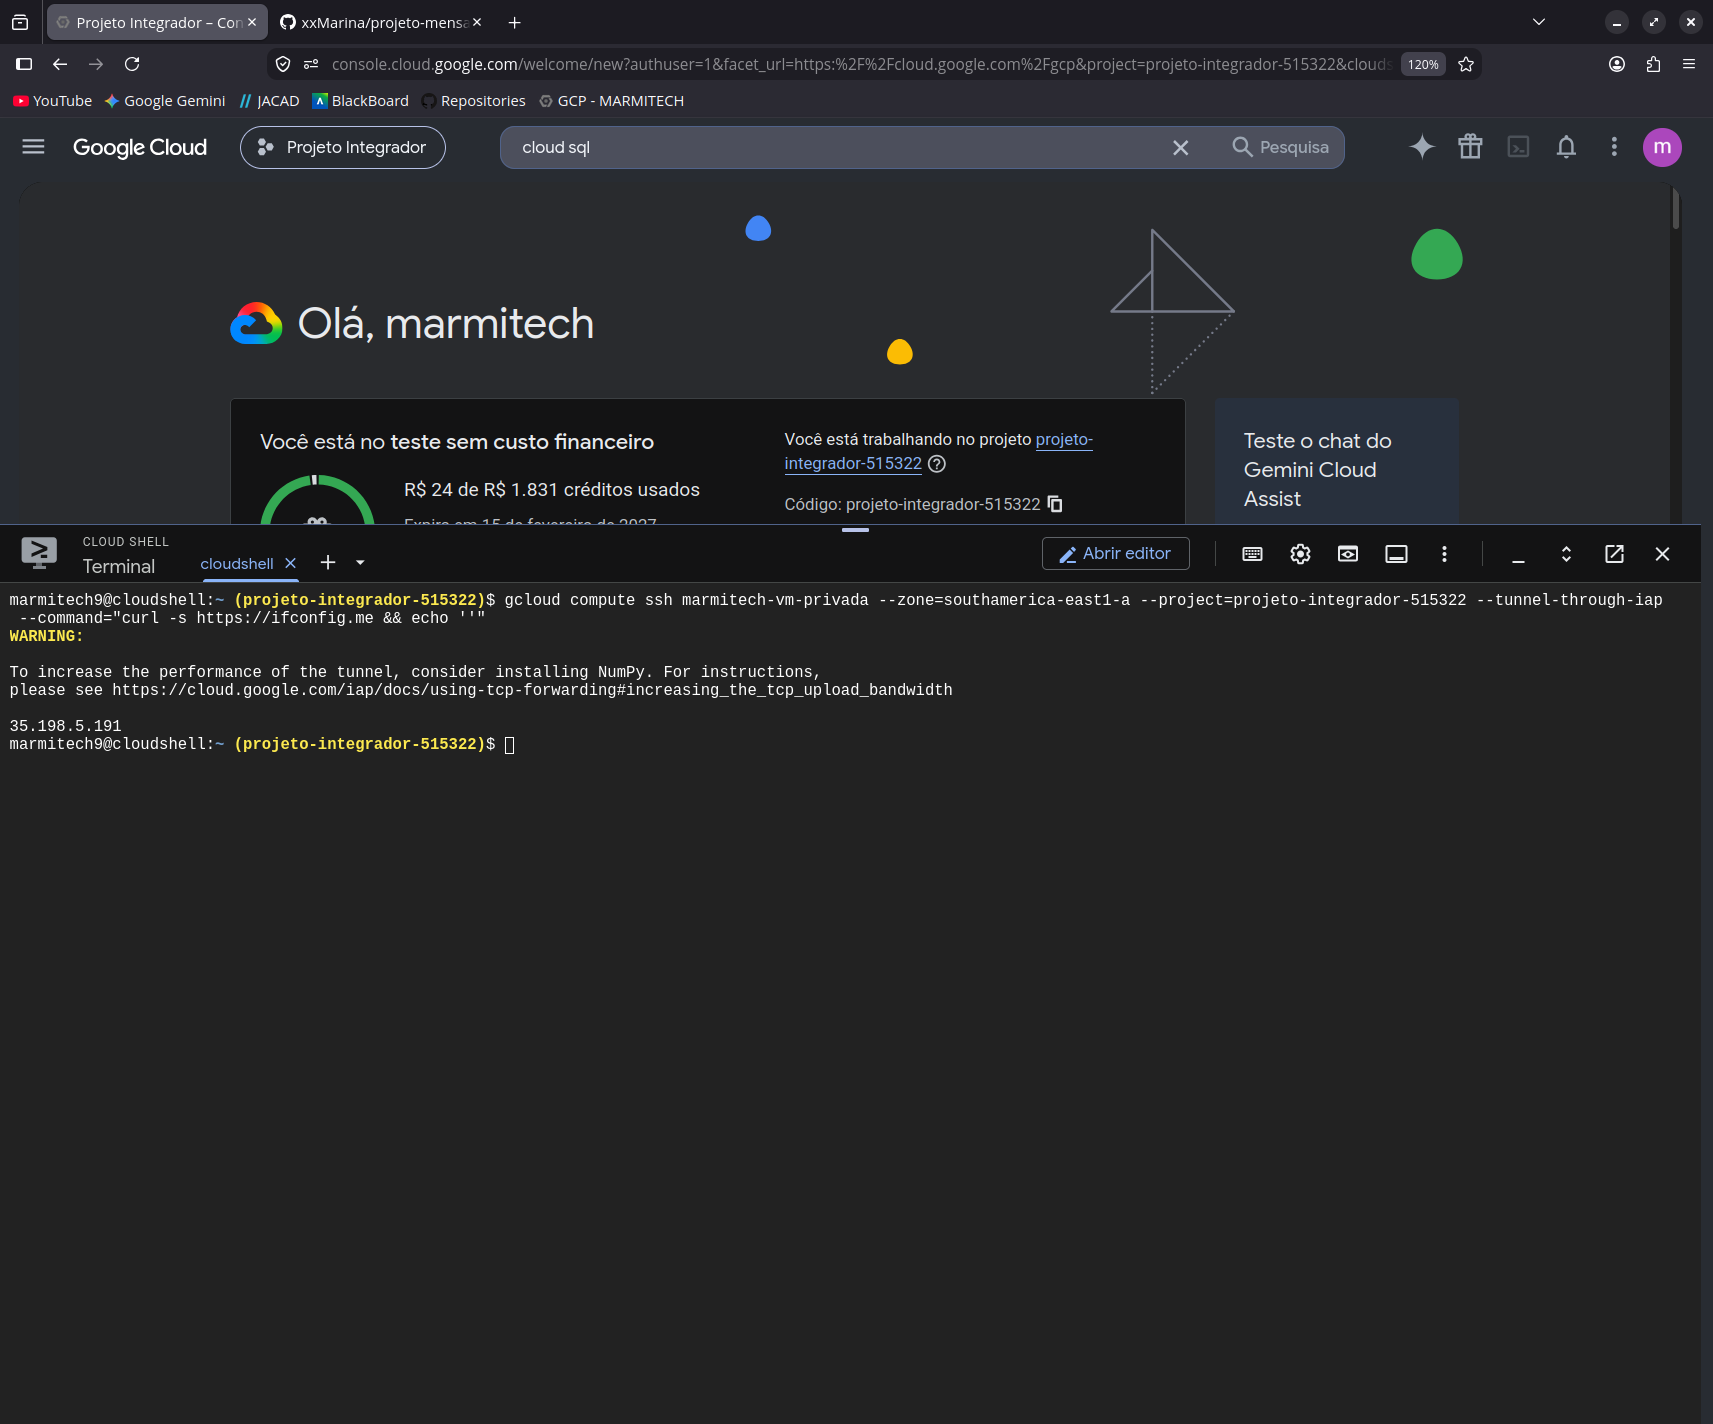 Projeto Integrador – Con
xxMarina/projeto-mensa
console.cloud.google.com/welcome/new?authuser=1&facet_url=https:%2F%2Fcloud.google.com%2Fgcp&project=projeto-integrador-515322&clouds
120%
YouTube
Google Gemini
JACAD
BlackBoard
Repositories
GCP - MARMITECH
Google Cloud
Projeto Integrador
cloud sql
Pesquisa
m
Olá, marmitech
Você está no teste sem custo financeiro
R$ 24 de R$ 1.831 créditos usados
Expira em 15 de fevereiro de 2027
Você está trabalhando no projeto projeto-
integrador-515322
Código: projeto-integrador-515322
Teste o chat do
Gemini Cloud
Assist
CLOUD SHELL
Terminal
cloudshell
Abrir editor
marmitech9@cloudshell:~ (projeto-integrador-515322)$ gcloud compute ssh marmitech-vm-privada --zone=southamerica-east1-a --project=projeto-integrador-515322 --tunnel-through-iap
--command="curl -s https://ifconfig.me && echo ''"
WARNING:
To increase the performance of the tunnel, consider installing NumPy. For instructions,
please see https://cloud.google.com/iap/docs/using-tcp-forwarding#increasing_the_tcp_upload_bandwidth
35.198.5.191
marmitech9@cloudshell:~ (projeto-integrador-515322)$